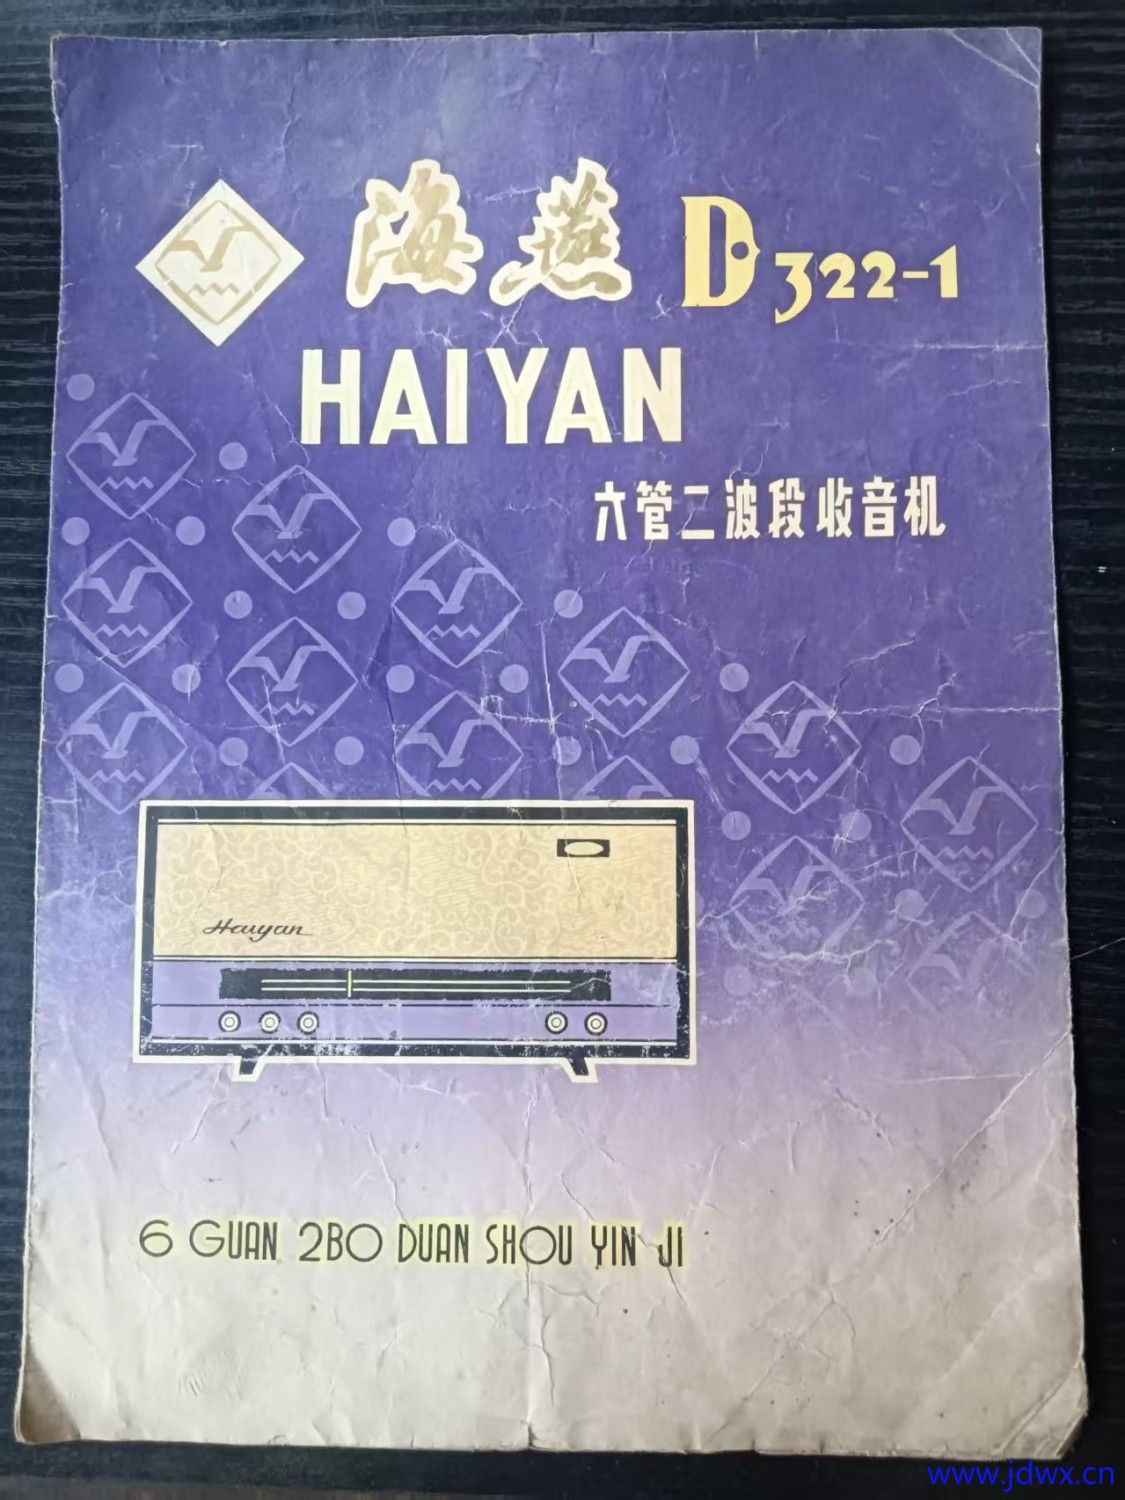 海燕 D322-1
HAIYAN
六管二波段收音机
Haiyan
6 GUAN 2BO DUAN SHOU YIN JI
www.jdwx.cn